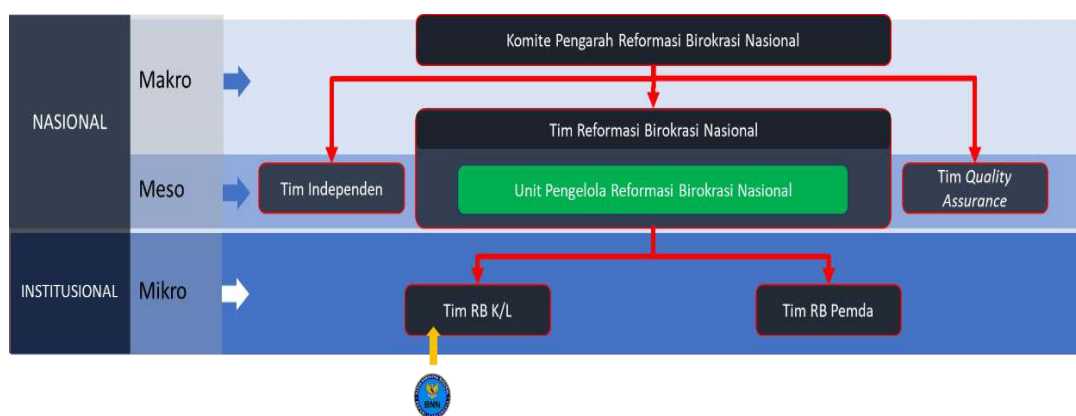 Komite Pengarah Reformasi Birokrasi Nasional
Makro
NASIONAL
Tim Reformasi Birokrasi Nasional
Meso
Tim Independen
Unit Pengelola Reformasi Birokrasi Nasional
Tim Quality
Assurance
INSTITUSIONAL
Mikro
Tim RB K/L
Tim RB Pemda
BNN